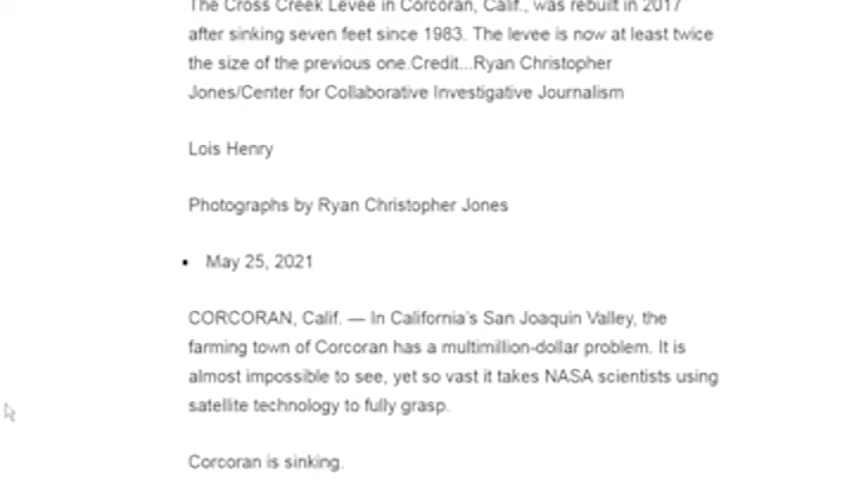 The Cross Creek Levee in Corcoran, Calif., was rebuilt in 2017
after sinking seven feet since 1983. The levee is now at least twice
the size of the previous one.Credit...Ryan Christopher
Jones/Center for Collaborative Investigative Journalism
Lois Henry
Photographs by Ryan Christopher Jones
• May 25, 2021
CORCORAN, Calif. — In California's San Joaquin Valley, the
farming town of Corcoran has a multimillion-dollar problem. It is
almost impossible to see, yet so vast it takes NASA scientists using
satellite technology to fully grasp.
Corcoran is sinking.